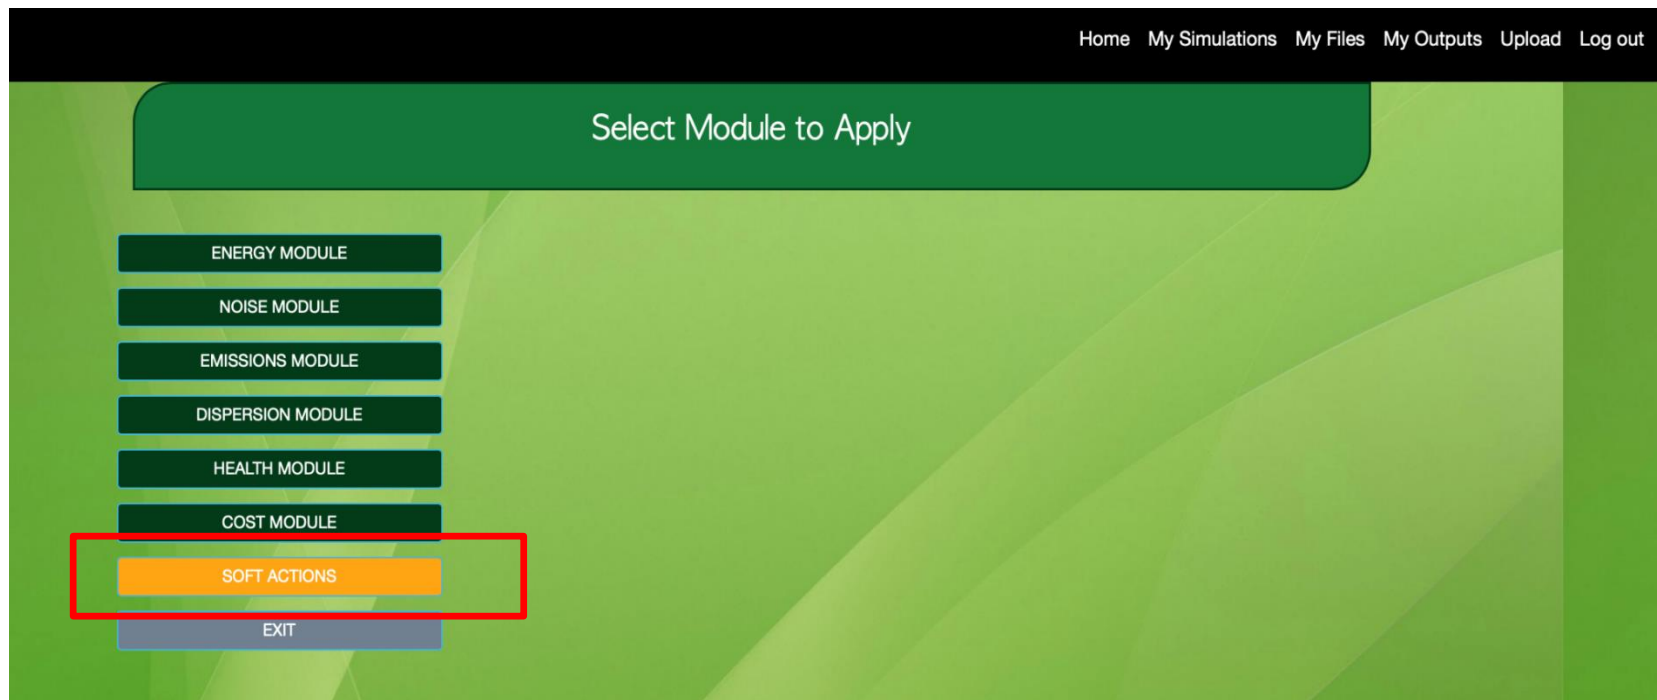 Home My Simulations My Files My Outputs Upload Log out
Select Module to Apply
ENERGY MODULE
NOISE MODULE
EMISSIONS MODULE
DISPERSION MODULE
HEALTH MODULE
COST MODULE
SOFT ACTIONS
EXIT